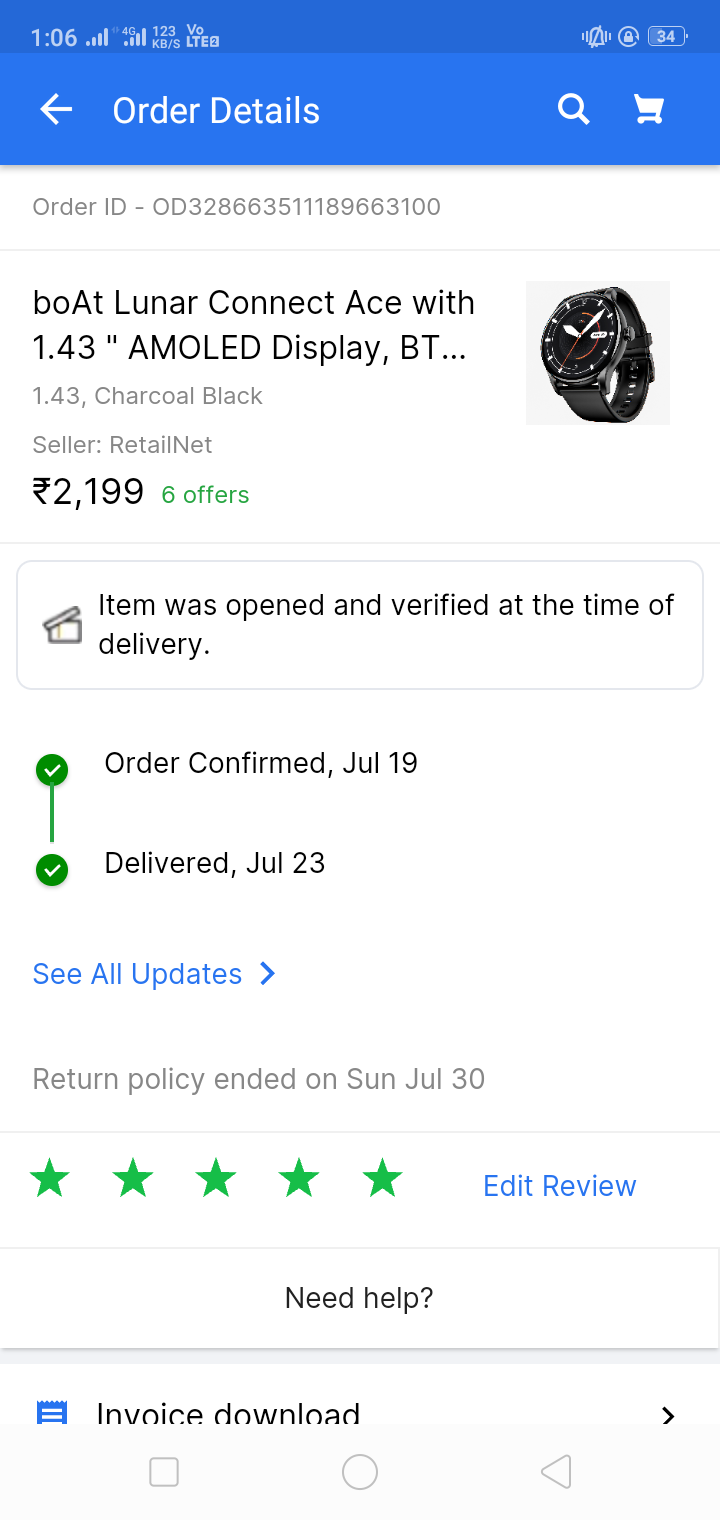 1:06 4G 123 KB/S Vo LTE2 34
Order Details
Order ID - OD328663511189663100
boAt Lunar Connect Ace with
1.43 " AMOLED Display, BT...
1.43, Charcoal Black
Seller: RetailNet
₹2,199 6 offers
Item was opened and verified at the time of
delivery.
Order Confirmed, Jul 19
Delivered, Jul 23
See All Updates
Return policy ended on Sun Jul 30
Edit Review
Need help?
Invoice download